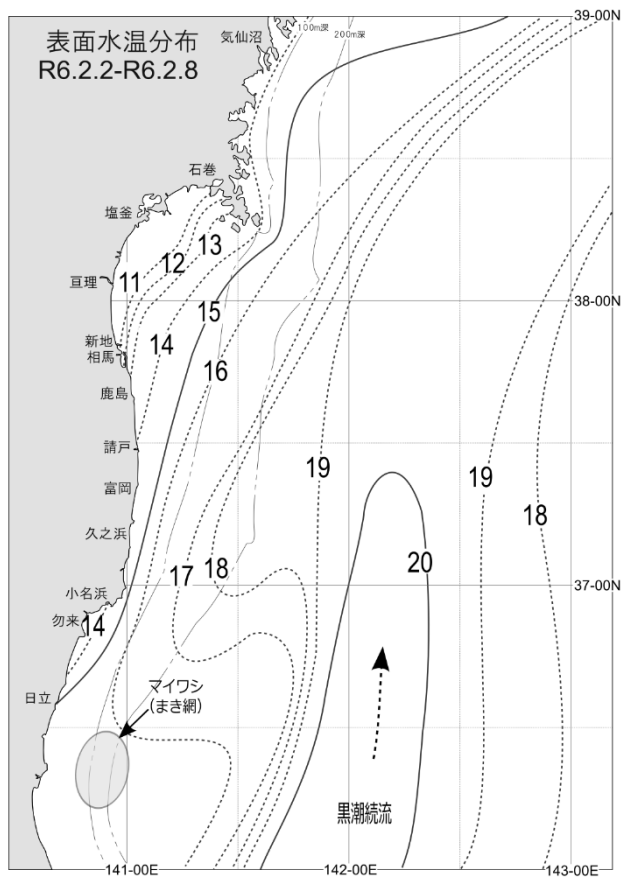 表面水温分布
R6.2.2-R6.2.8
気仙沼
100m深
200m深
39-00N
石巻
塩釜
13
12
11
亘理
15
38-00N
新地
相馬
14
16
鹿島
請戸
19
19
富岡
18
久之浜
20
17
18
37-00N
小名浜
勿来
14
日立
マイワシ
(まき網)
黒潮続流
141-00E
142-00E
143-00E